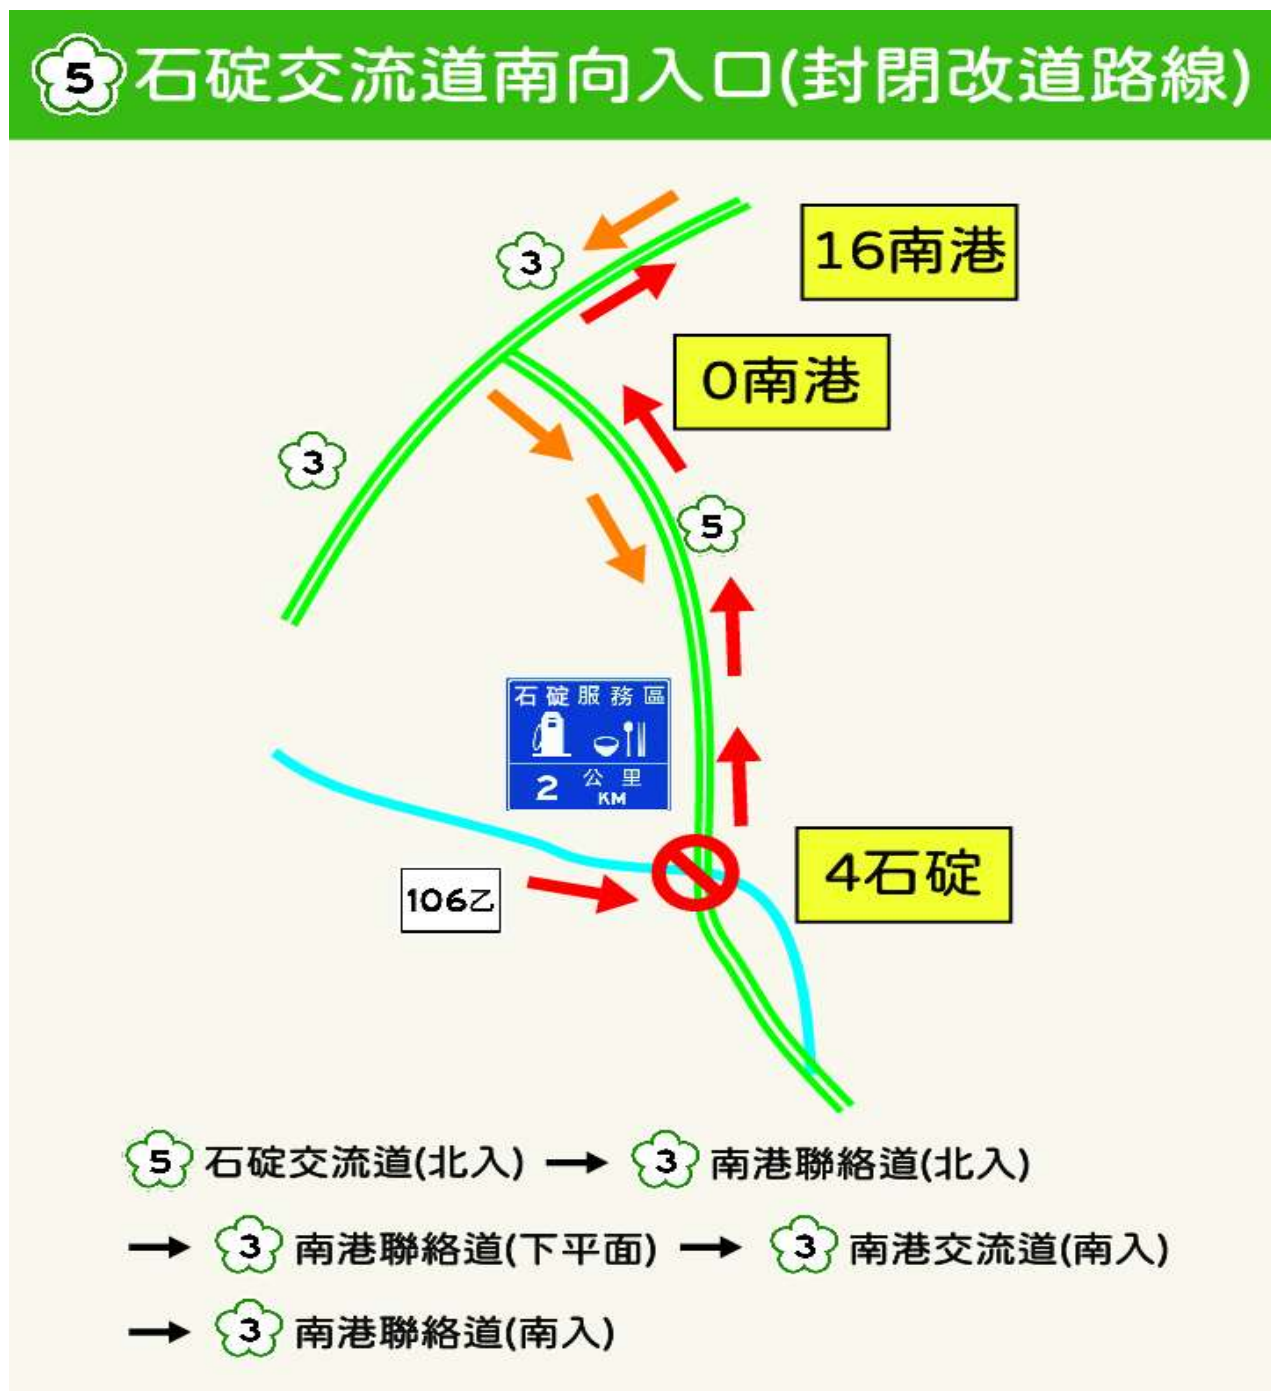 5 石碇交流道南向入口(封閉改道路線)
16南港
3
0南港
3
5
石碇服務區
2 公里
KM
4石碇
106乙
5 石碇交流道(北入) → 3 南港聯絡道(北入)
→ 3 南港聯絡道(下平面) → 3 南港交流道(南入)
→ 3 南港聯絡道(南入)